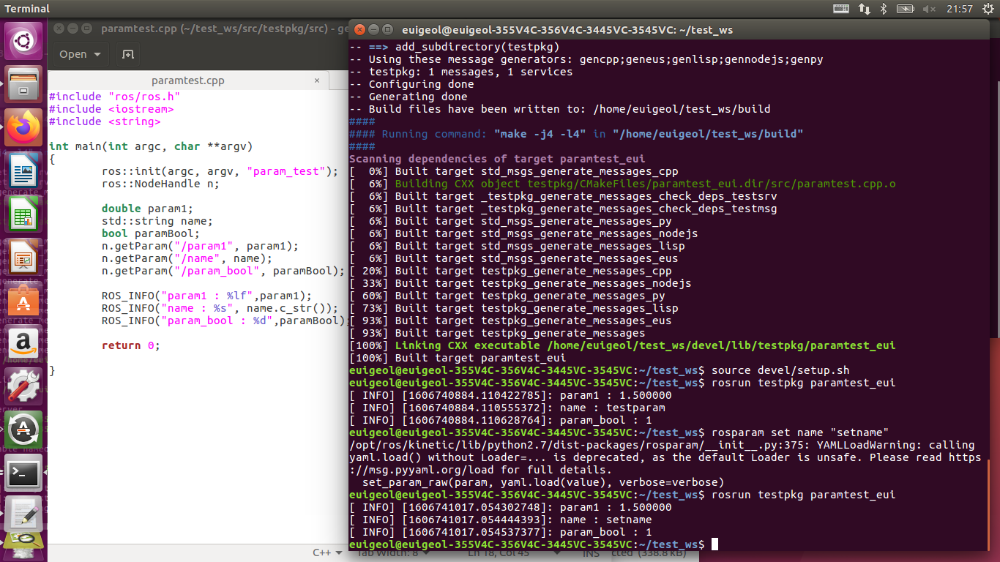 Terminal
21:57
paramtest.cpp (~/test_ws/src/testpkg/src) - ge
Open
paramtest.cpp
#include "ros/ros.h"
#include <iostream>
#include <string>
int main(int argc, char **argv)
{
ros::init(argc, argv, "param_test");
ros::NodeHandle n;
double param1;
std::string name;
bool paramBool;
n.getParam("/param1", param1);
n.getParam("/name", name);
n.getParam("/param_bool", paramBool);
ROS_INFO("param1 : %lf",param1);
ROS_INFO("name : %s", name.c_str());
ROS_INFO("param_bool : %d",paramBool);
return 0;
}
C++
Tab Width: 8
Ln 18, Col 45
INS
cted (338.8 kB)
euigeol@euigeol-355V4C-356V4C-3445VC-3545VC: ~/test_ws
-- ==> add_subdirectory(testpkg)
-- Using these message generators: gencpp;geneus;genlisp;gennodejs;genpy
-- testpkg: 1 messages, 1 services
-- Configuring done
-- Generating done
-- Build files have been written to: /home/euigeol/test_ws/build
####
#### Running command: "make -j4 -l4" in "/home/euigeol/test_ws/build"
####
Scanning dependencies of target paramtest_eui
[  0%] Built target std_msgs_generate_messages_cpp
[  6%] Building CXX object testpkg/CMakeFiles/paramtest_eui.dir/src/paramtest.cpp.o
[  6%] Built target _testpkg_generate_messages_check_deps_testsrv
[  6%] Built target _testpkg_generate_messages_check_deps_testmsg
[  6%] Built target std_msgs_generate_messages_py
[  6%] Built target std_msgs_generate_messages_nodejs
[  6%] Built target std_msgs_generate_messages_lisp
[  6%] Built target std_msgs_generate_messages_eus
[ 20%] Built target testpkg_generate_messages_cpp
[ 33%] Built target testpkg_generate_messages_nodejs
[ 60%] Built target testpkg_generate_messages_py
[ 73%] Built target testpkg_generate_messages_lisp
[ 93%] Built target testpkg_generate_messages_eus
[ 93%] Built target testpkg_generate_messages
[100%] Linking CXX executable /home/euigeol/test_ws/devel/lib/testpkg/paramtest_eui
[100%] Built target paramtest_eui
euigeol@euigeol-355V4C-356V4C-3445VC-3545VC:~/test_ws$ source devel/setup.sh
euigeol@euigeol-355V4C-356V4C-3445VC-3545VC:~/test_ws$ rosrun testpkg paramtest_eui
[ INFO] [1606740884.110422785]: param1 : 1.500000
[ INFO] [1606740884.110555372]: name : testparam
[ INFO] [1606740884.110628764]: param_bool : 1
euigeol@euigeol-355V4C-356V4C-3445VC-3545VC:~/test_ws$ rosparam set name "setname"
/opt/ros/kinetic/lib/python2.7/dist-packages/rosparam/__init__.py:375: YAMLLoadWarning: calling
yaml.load() without Loader=... is deprecated, as the default Loader is unsafe. Please read https
://msg.pyyaml.org/load for full details.
set_param_raw(param, yaml.load(value), verbose=verbose)
euigeol@euigeol-355V4C-356V4C-3445VC-3545VC:~/test_ws$ rosrun testpkg paramtest_eui
[ INFO] [1606741017.054302748]: param1 : 1.500000
[ INFO] [1606741017.054444393]: name : setname
[ INFO] [1606741017.054537377]: param_bool : 1
euigeol@euigeol-355V4C-356V4C-3445VC-3545VC:~/test_ws$